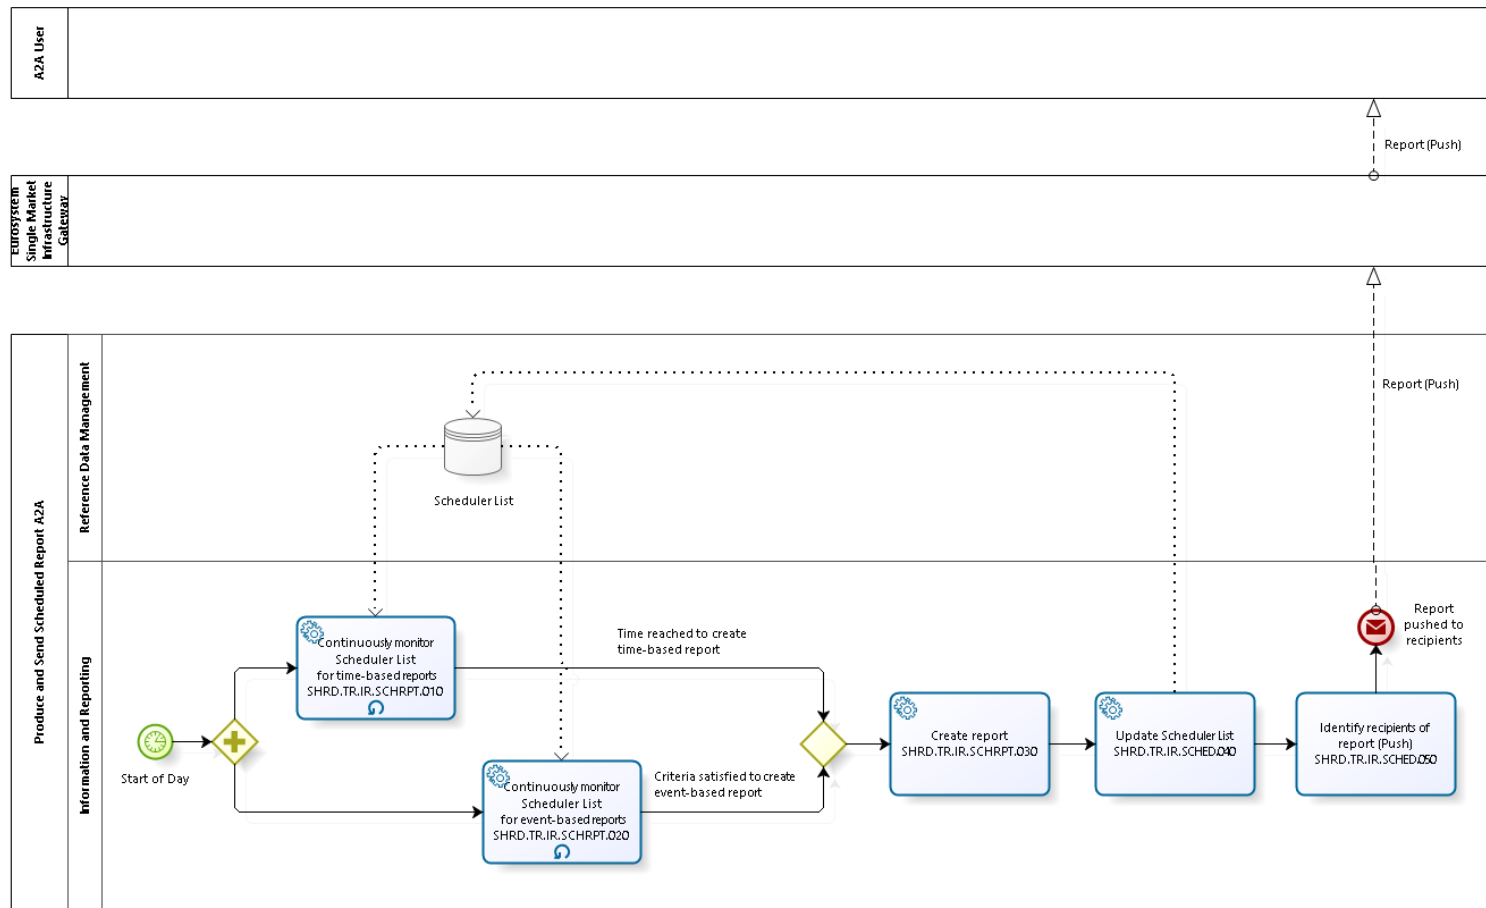 A2A User
Report (Push)
Eurosystem
Single Market
Infrastructure
Gateway
Report (Push)
Produce and Send Scheduled Report A2A
Reference Data Management
Scheduler List
Information and Reporting
Start of Day
Continuously monitor
Scheduler List
for time-based reports
SHRD.TR.IR.SCHRPT.010
Time reached to create
time-based report
Continuously monitor
Scheduler List
for event-based reports
SHRD.TR.IR.SCHRPT.020
Criteria satisfied to create
event-based report
Create report
SHRD.TR.IR.SCHRPT.030
Update Scheduler List
SHRD.TR.IR.SCHED.040
Identify recipients of
report (Push)
SHRD.TR.IR.SCHED.050
Report
pushed to
recipients